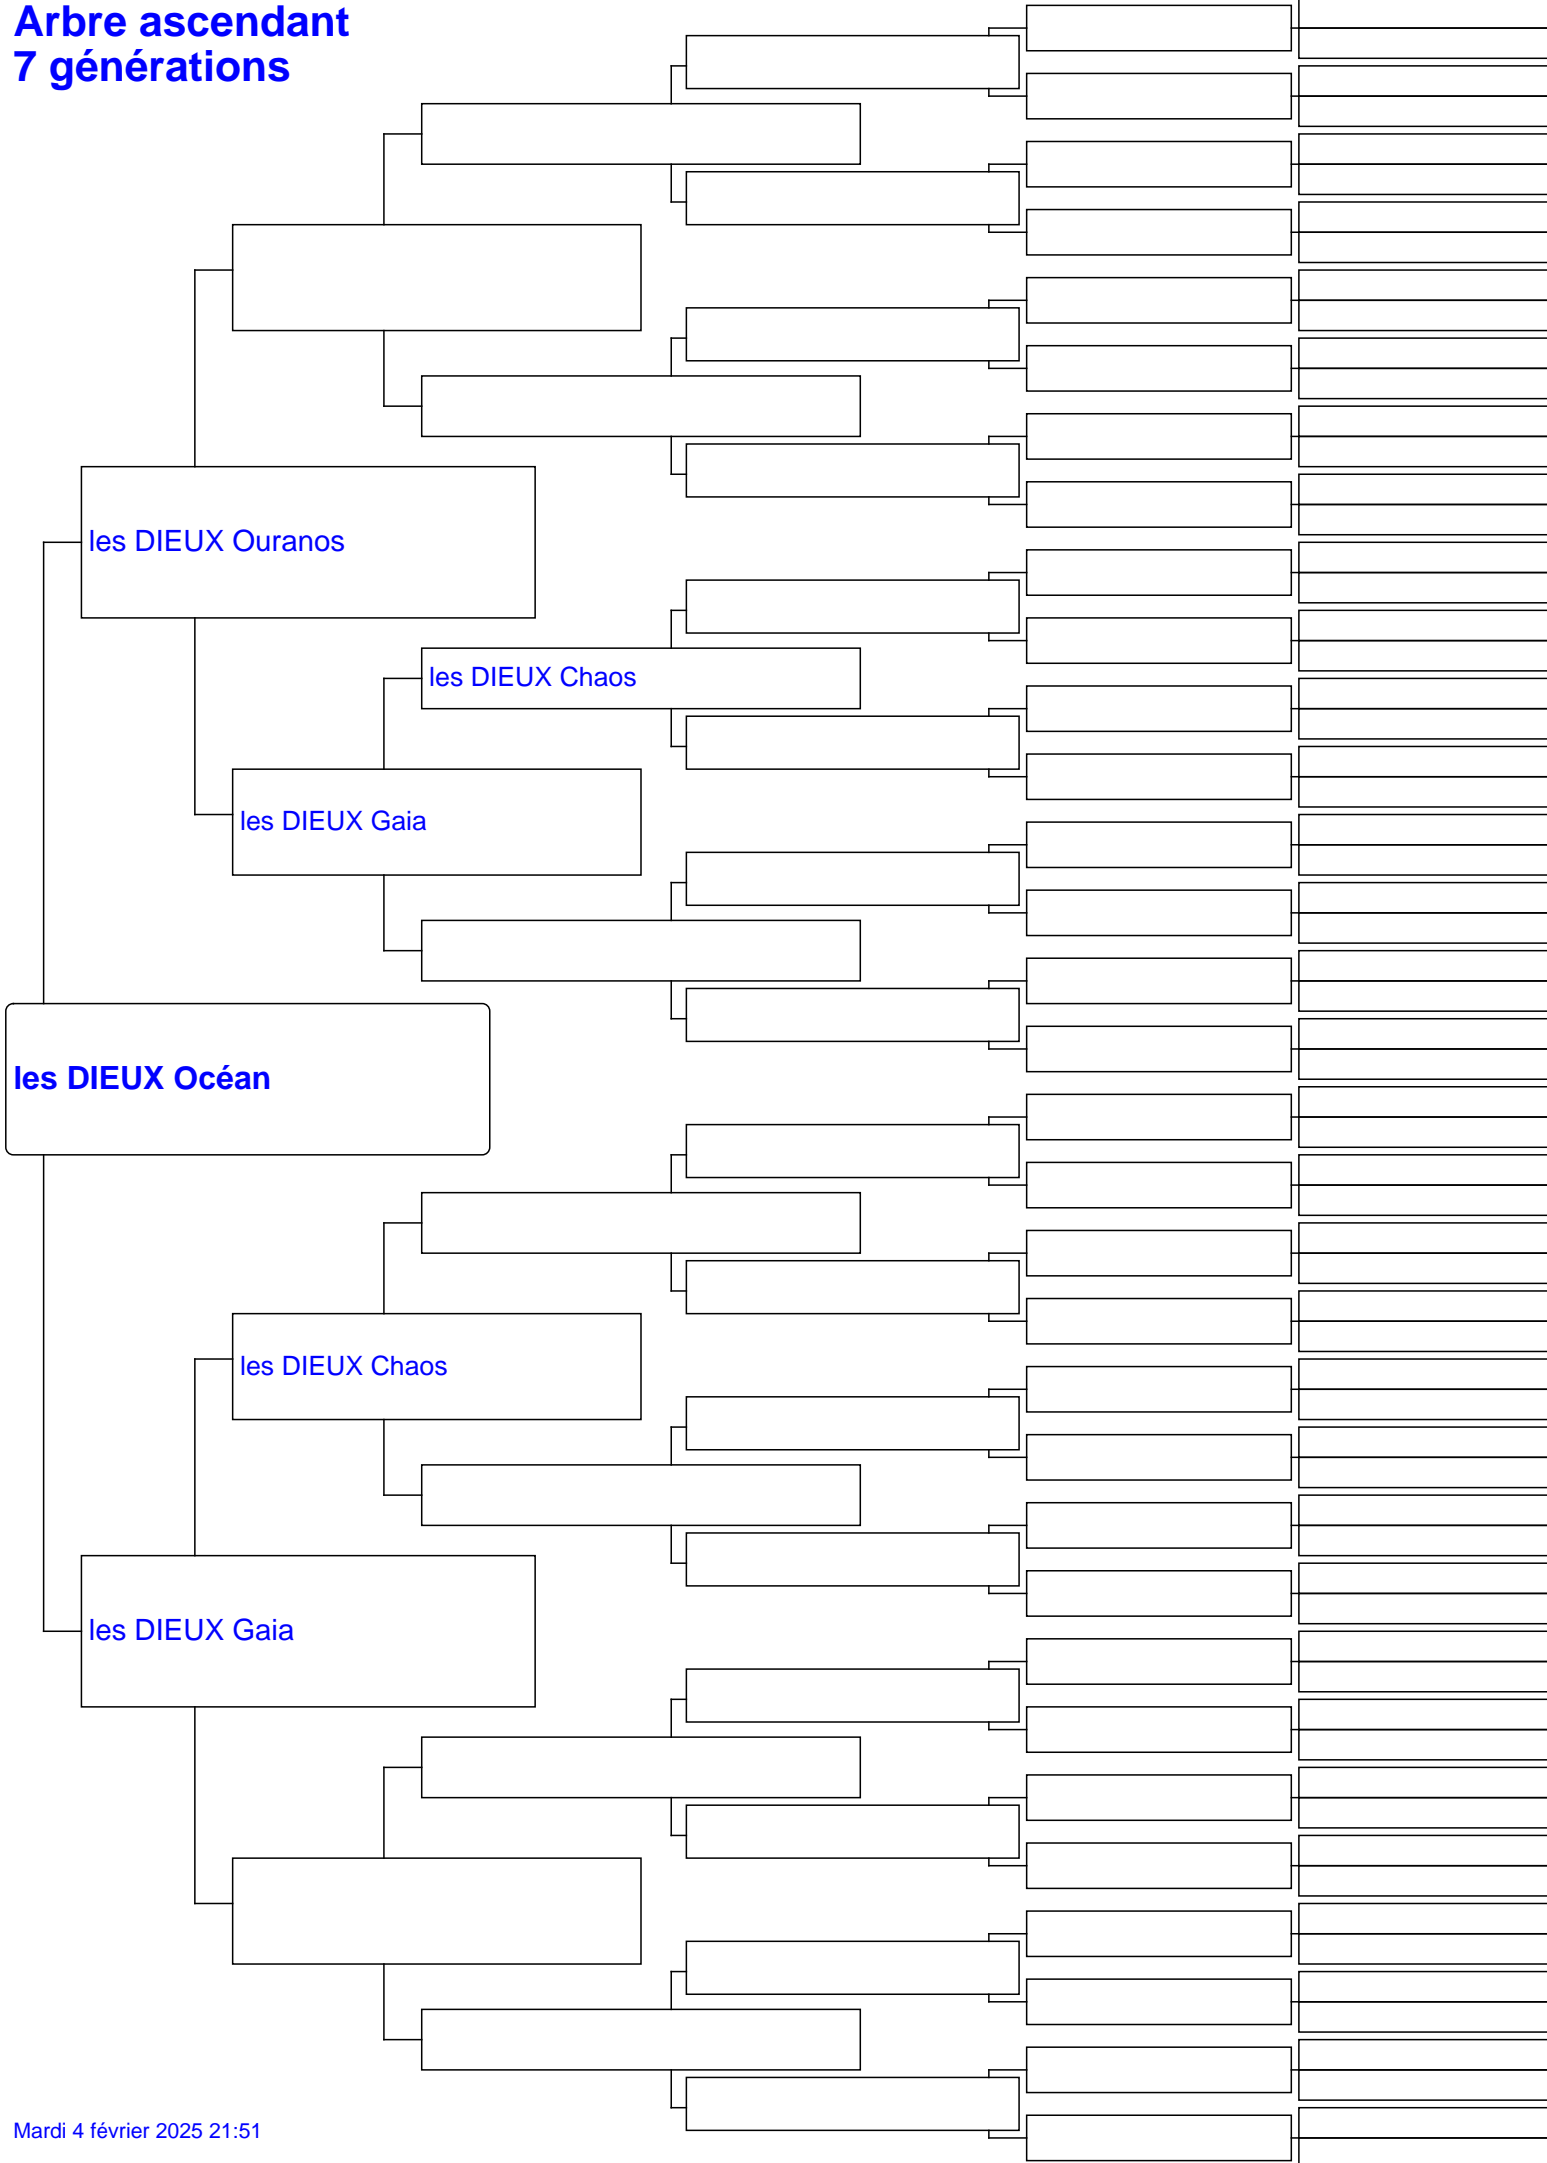 Arbre ascendant
7 générations
les DIEUX Ouranos
les DIEUX Chaos
les DIEUX Gaia
les DIEUX Océan
les DIEUX Chaos
les DIEUX Gaia
Mardi 4 février 2025 21:51